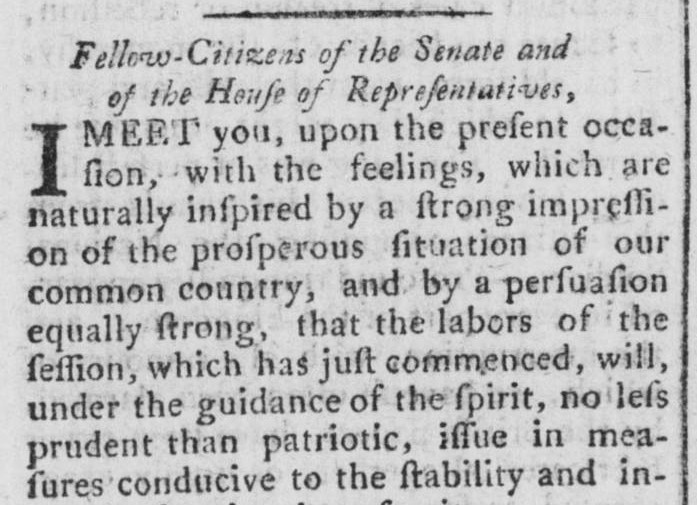 Fellow-Citizens of the Senate and
of the Houſe of Repreſentatives,
I MEET you, upon the preſent occa-
ſion, with the feelings, which are
naturally inſpired by a ſtrong impreſſi-
on of the proſperous ſituation of our
common country, and by a perſuaſion
equally ſtrong, that the labors of the
ſeſſion, which has juſt commenced, will,
under the guidance of the ſpirit, no leſs
prudent than patriotic, iſſue in mea-
ſures conducive to the ſtability and in-